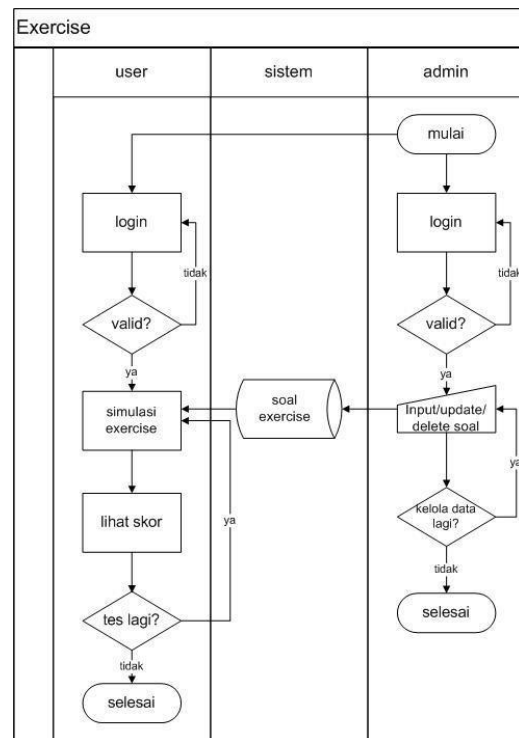 Exercise
user
sistem
admin
mulai
login
login
tidak
tidak
valid?
valid?
ya
ya
simulasi
exercise
soal
exercise
Input/update/
delete soal
ya
ya
lihat skor
kelola data
lagi?
tidak
tes lagi?
selesai
tidak
selesai